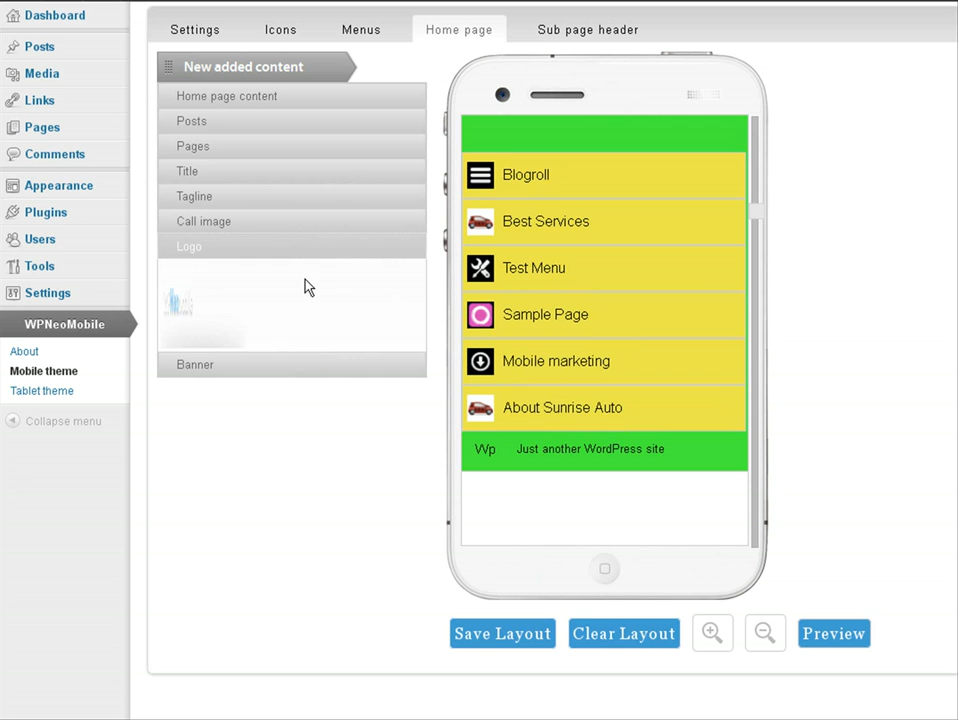 Dashboard
Posts
Media
Links
Pages
Comments
Appearance
Plugins
Users
Tools
Settings
WPNeoMobile
About
Mobile theme
Tablet theme
Collapse menu
Settings
Icons
Menus
Home page
Sub page header
New added content
Home page content
Posts
Pages
Title
Tagline
Call image
Logo
Banner
Blogroll
Best Services
Test Menu
Sample Page
Mobile marketing
About Sunrise Auto
Wp Just another WordPress site
Save Layout
Clear Layout
Preview